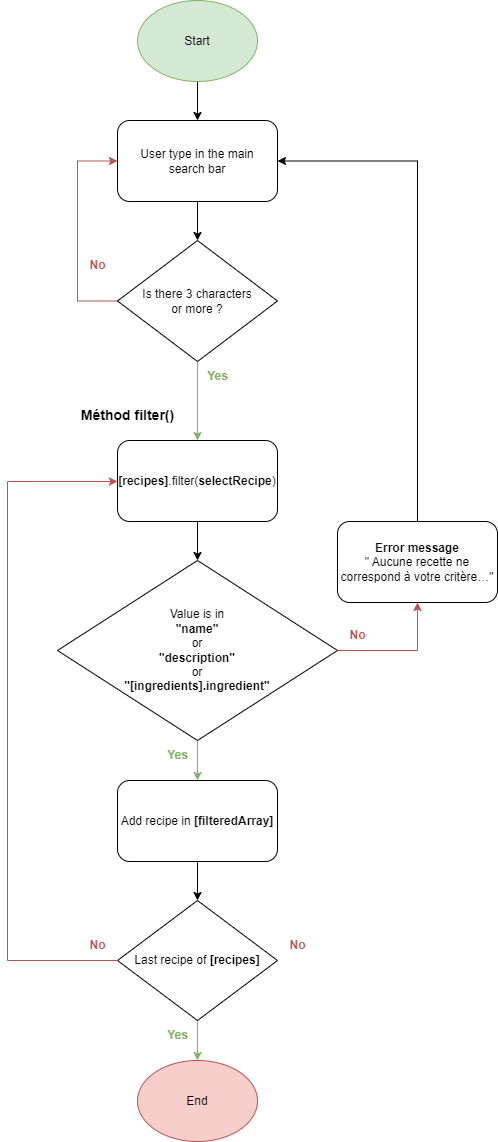 Start
User type in the main
search bar
No
Is there 3 characters
or more ?
Yes
Méthod filter()
[recipes].filter(selectRecipe)
Error message
" Aucune recette ne
correspond à votre critère…"
Value is in
"name"
or
"description"
or
"[ingredients].ingredient"
No
Yes
Add recipe in [filteredArray]
No
No
Last recipe of [recipes]
Yes
End